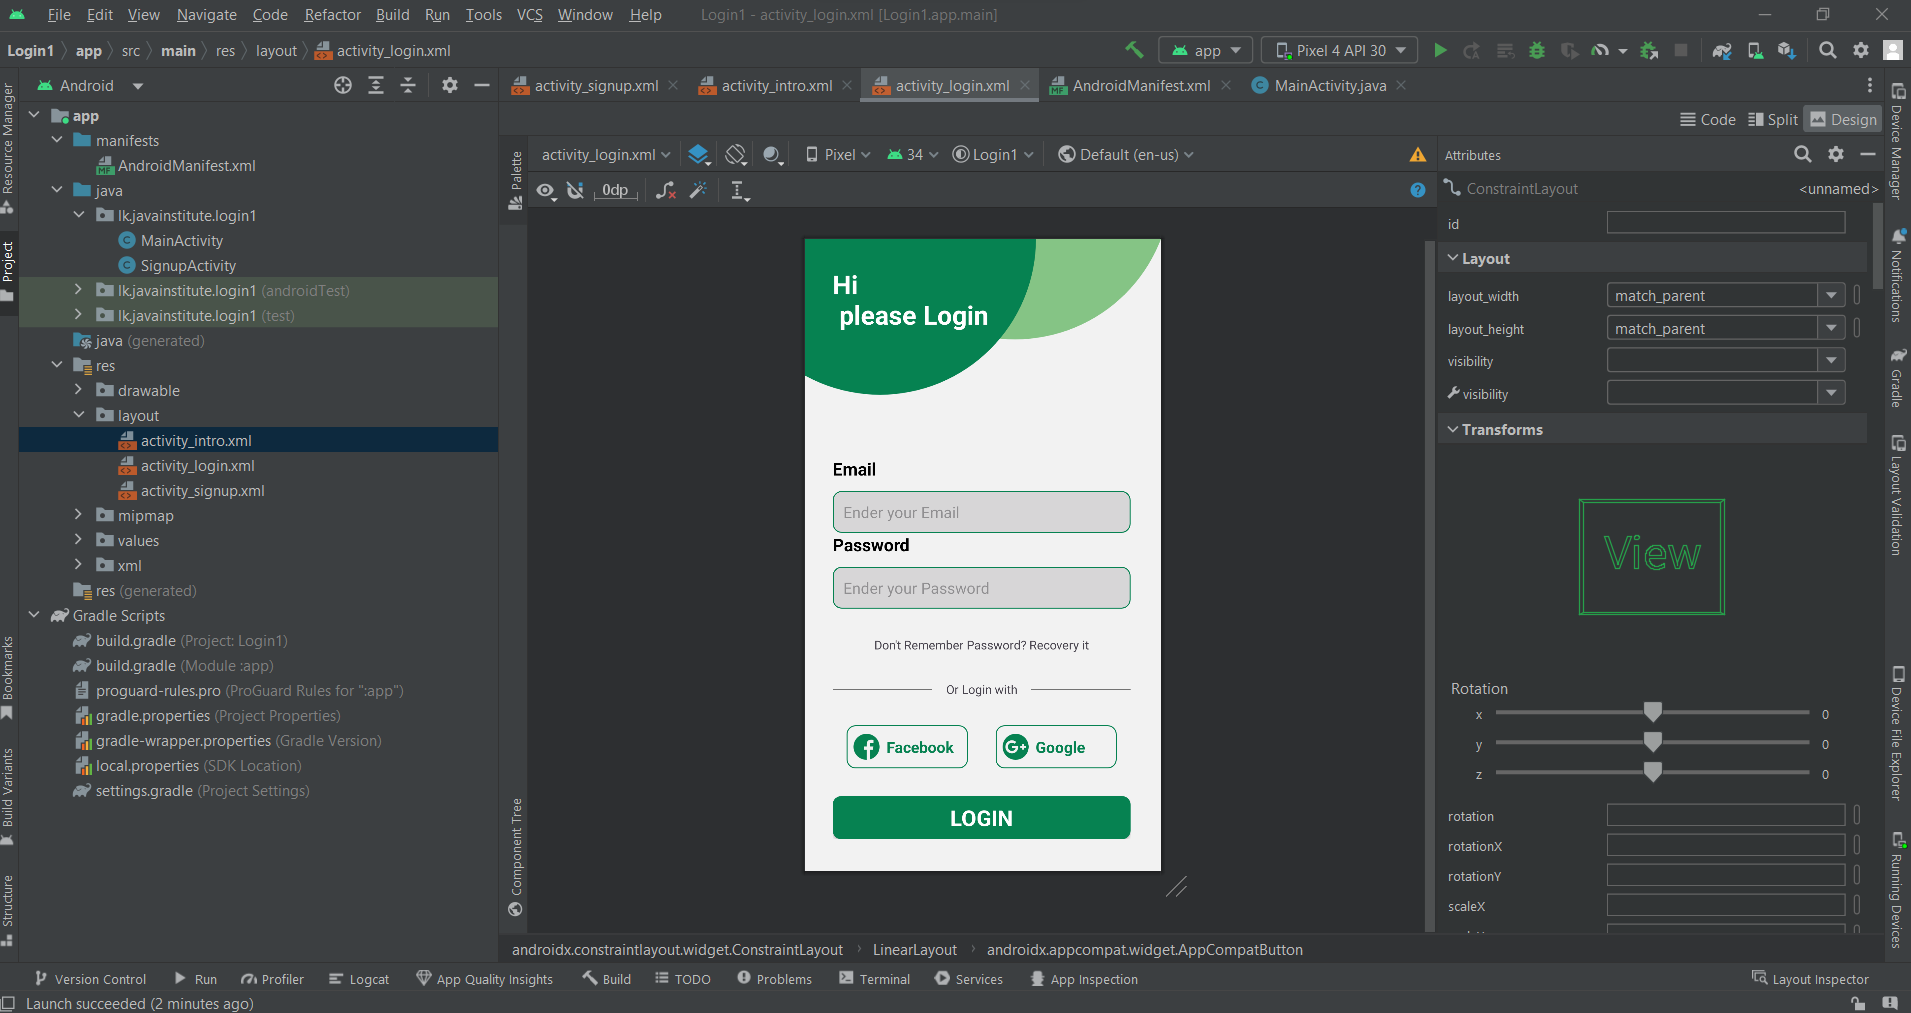 File Edit View Navigate Code Refactor Build Run Tools VCS Window Help Login1 - activity_login.xml [Login1.app.main]
Login1 app src main res layout activity_login.xml app Pixel 4 API 30
Android
activity_signup.xml activity_intro.xml activity_login.xml AndroidManifest.xml MainActivity.java
Code Split Design
Resource Manager
Project
Bookmarks
Build Variants
Structure
app
manifests
AndroidManifest.xml
java
lk.javainstitute.login1
MainActivity
SignupActivity
lk.javainstitute.login1 (androidTest)
lk.javainstitute.login1 (test)
java (generated)
res
drawable
layout
activity_intro.xml
activity_login.xml
activity_signup.xml
mipmap
values
xml
res (generated)
Gradle Scripts
build.gradle (Project: Login1)
build.gradle (Module :app)
proguard-rules.pro (ProGuard Rules for ":app")
gradle.properties (Project Properties)
gradle-wrapper.properties (Gradle Version)
local.properties (SDK Location)
settings.gradle (Project Settings)
Palette
Component Tree
activity_login.xml Pixel 34 Login1 Default (en-us)
0dp
Hi
please Login
Email
Ender your Email
Password
Ender your Password
Don't Remember Password? Recovery it
Or Login with
Facebook G+ Google
LOGIN
androidx.constraintlayout.widget.ConstraintLayout LinearLayout androidx.appcompat.widget.AppCompatButton
Attributes
ConstraintLayout <unnamed>
id
Layout
layout_width match_parent
layout_height match_parent
visibility
visibility
Transforms
View
Rotation
x 0
y 0
z 0
rotation
rotationX
rotationY
scaleX
Device Manager
Notifications
Gradle
Layout Validation
Device File Explorer
Running Devices
Version Control Run Profiler Logcat App Quality Insights Build TODO Problems Terminal Services App Inspection Layout Inspector
Launch succeeded (2 minutes ago)